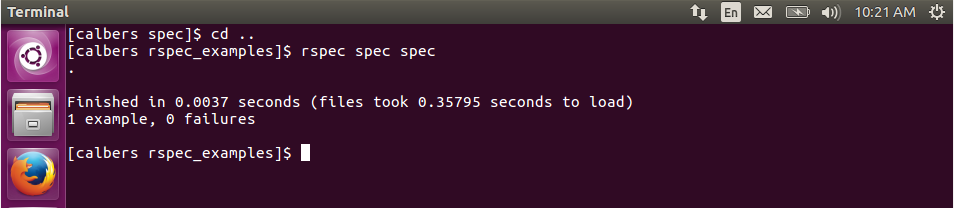 Terminal
En
10:21 AM
[calbers spec]$ cd ..
[calbers rspec_examples]$ rspec spec spec
.
Finished in 0.0037 seconds (files took 0.35795 seconds to load)
1 example, 0 failures
[calbers rspec_examples]$